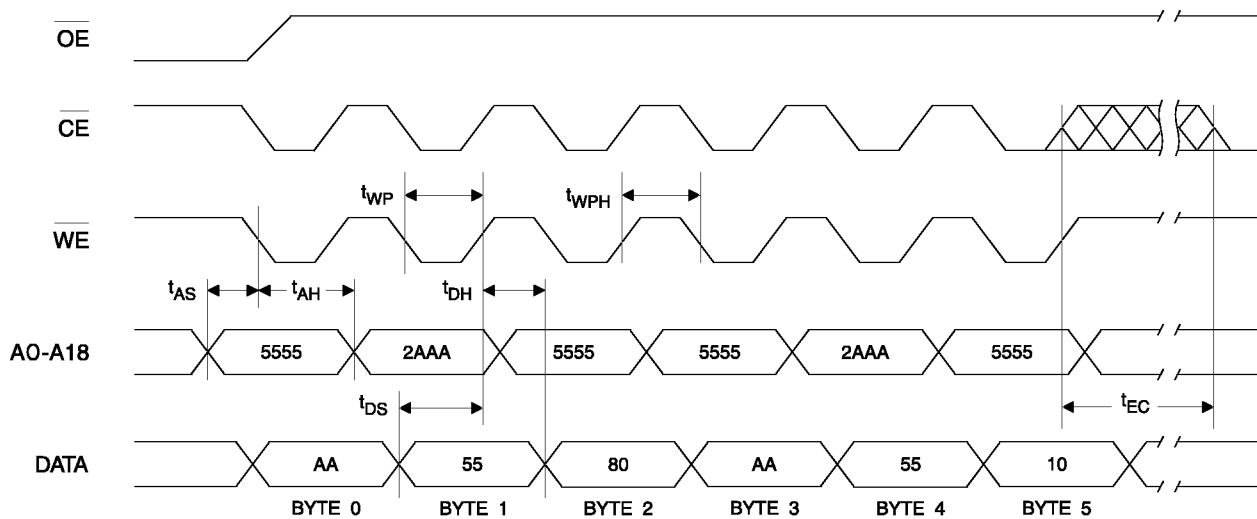 OE
CE
tWP
tWPH
WE
tAS
tAH
tDH
A0-A18
5555
2AAA
5555
5555
2AAA
5555
tDS
tEC
DATA
AA
55
80
AA
55
10
BYTE 0
BYTE 1
BYTE 2
BYTE 3
BYTE 4
BYTE 5